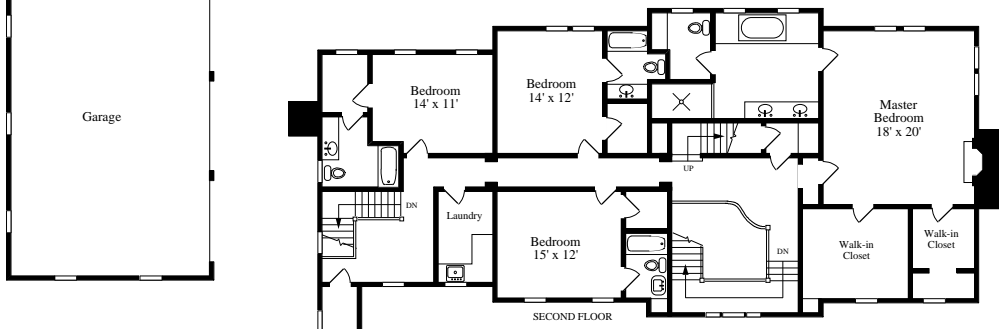 Garage
Bedroom
14' x 11'
Bedroom
14' x 12'
Master
Bedroom
18' x 20'
UP
DN
Laundry
Bedroom
15' x 12'
DN
Walk-in
Closet
Walk-in
Closet
SECOND FLOOR